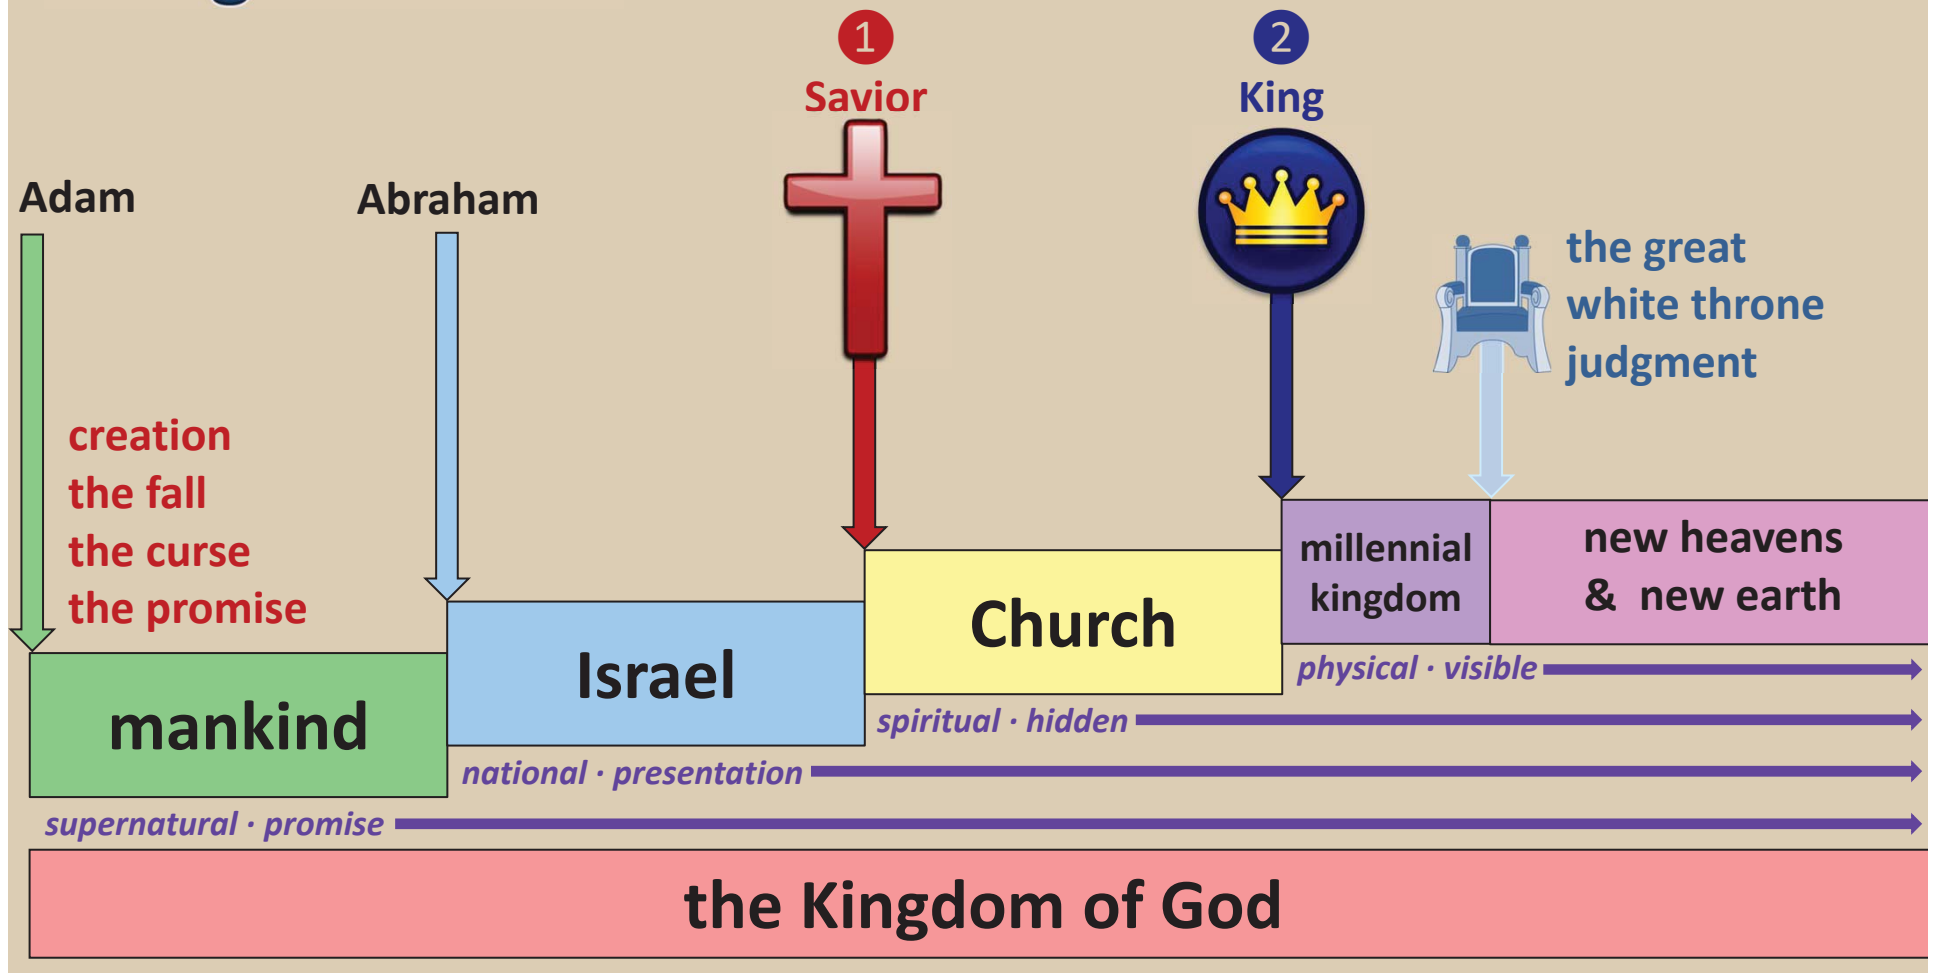 1
Savior
2
King
Adam
Abraham
the great
white throne
judgment
creation
the fall
the curse
the promise
mankind
Israel
Church
millennial
kingdom
new heavens
& new earth
physical · visible
spiritual · hidden
national · presentation
supernatural · promise
the Kingdom of God